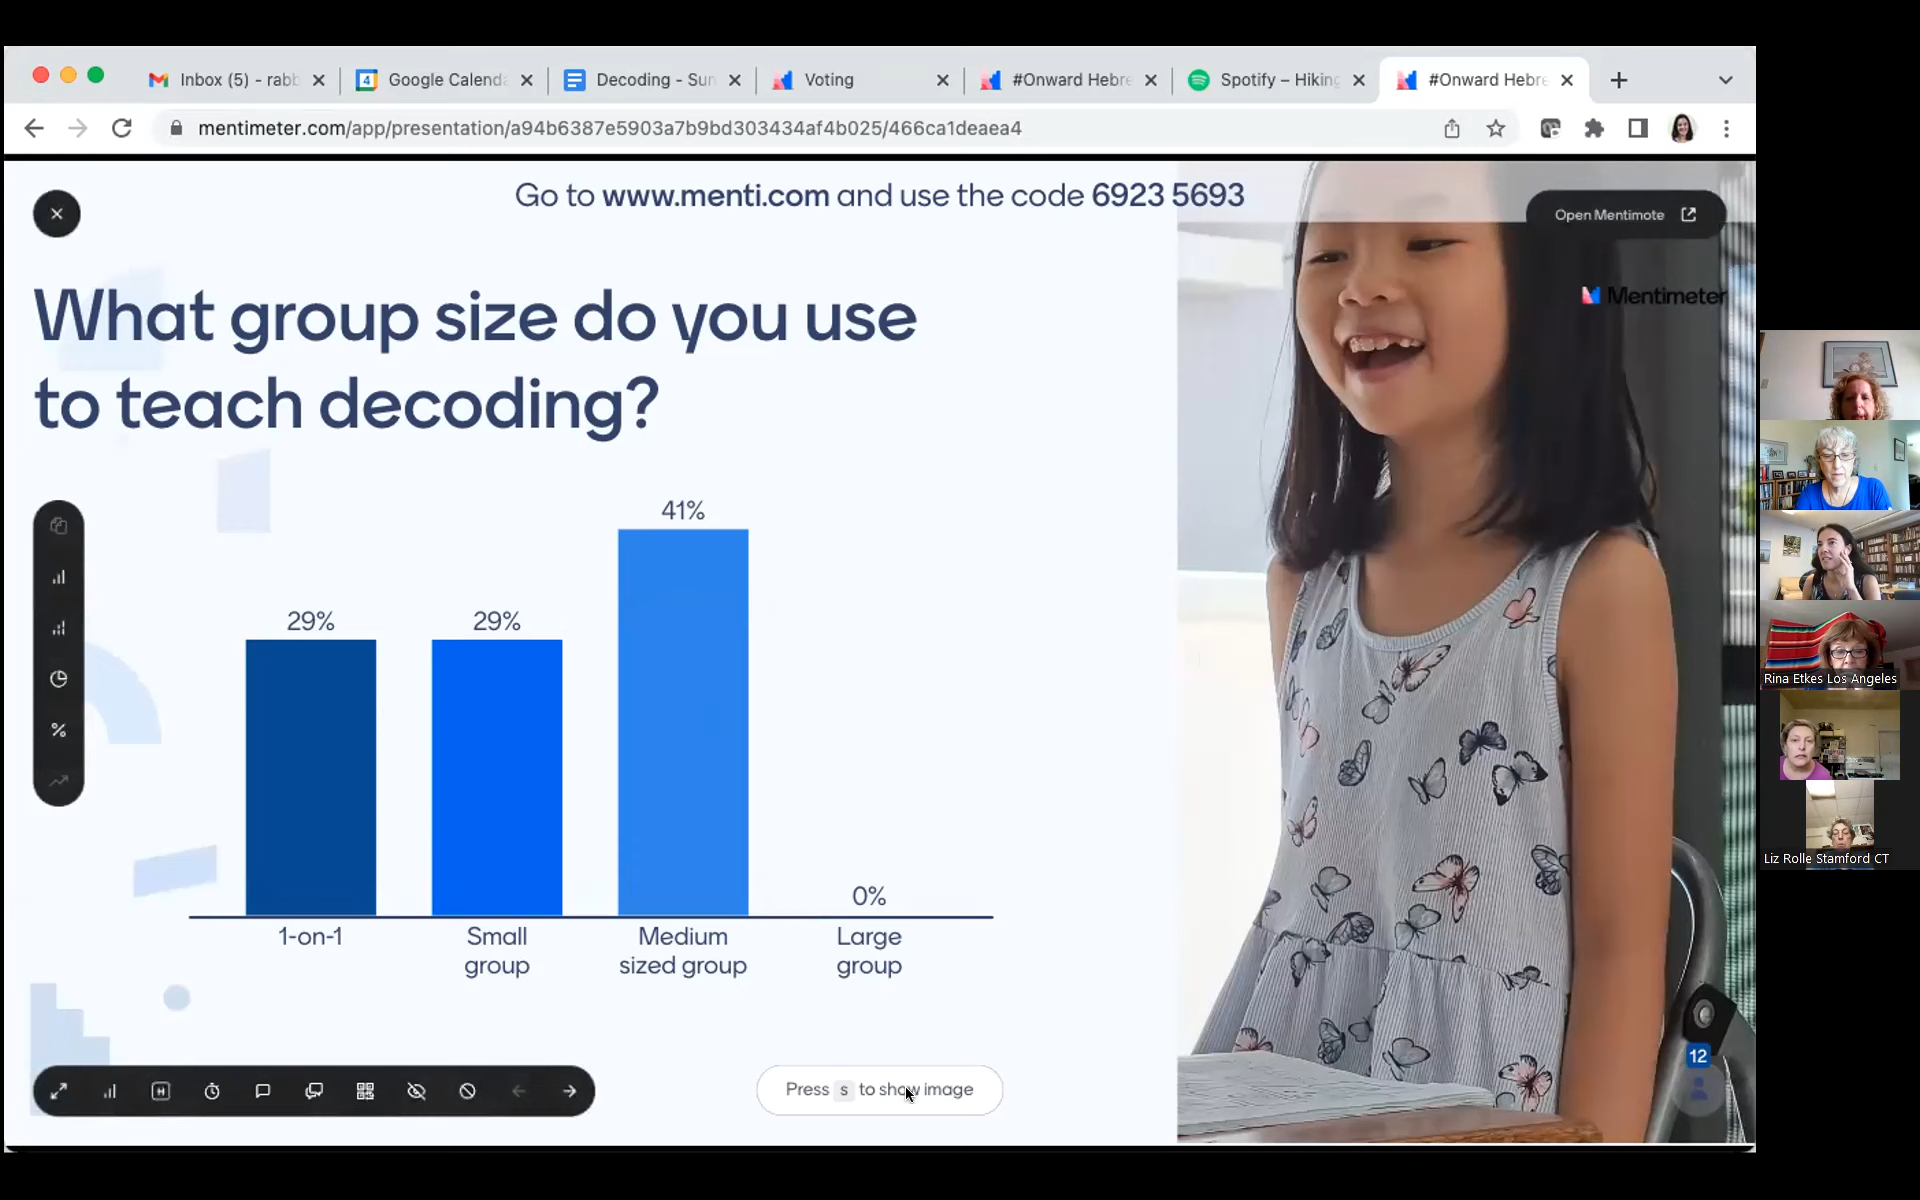 Inbox (5) - rabb
Google Calenda
Decoding - Sun
Voting
#Onward Hebre
Spotify – Hiking
#Onward Hebre
mentimeter.com/app/presentation/a94b6387e5903a7b9bd303434af4b025/466ca1deaea4
Go to www.menti.com and use the code 6923 5693
Open Mentimote
Mentimeter
What group size do you use
to teach decoding?
41%
29%
29%
0%
1-on-1
Small
group
Medium
sized group
Large
group
Press s to show image
12
Rina Etkes Los Angeles
Liz Rolle Stamford CT